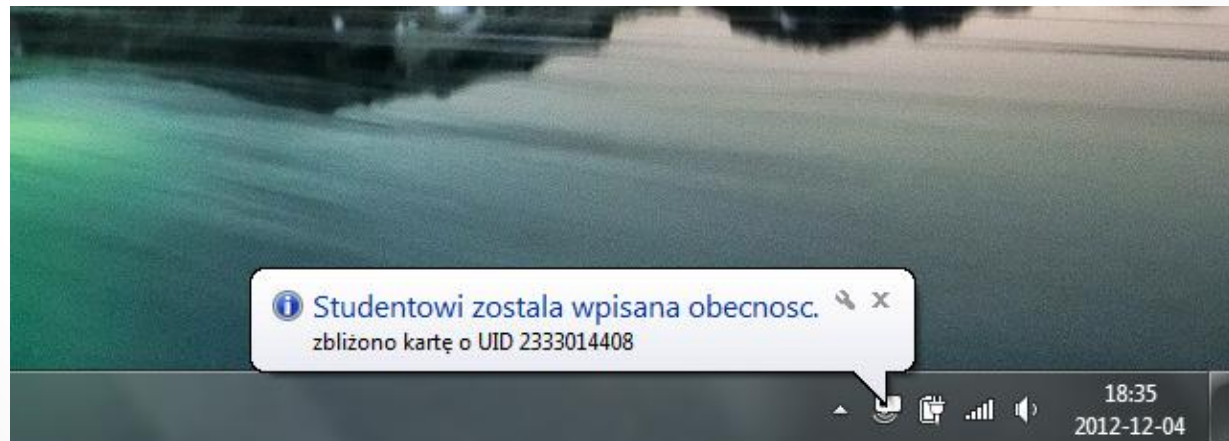 Studentowi zostala wpisana obecnosc.
zbliżono kartę o UID 2333014408
18:35
2012-12-04